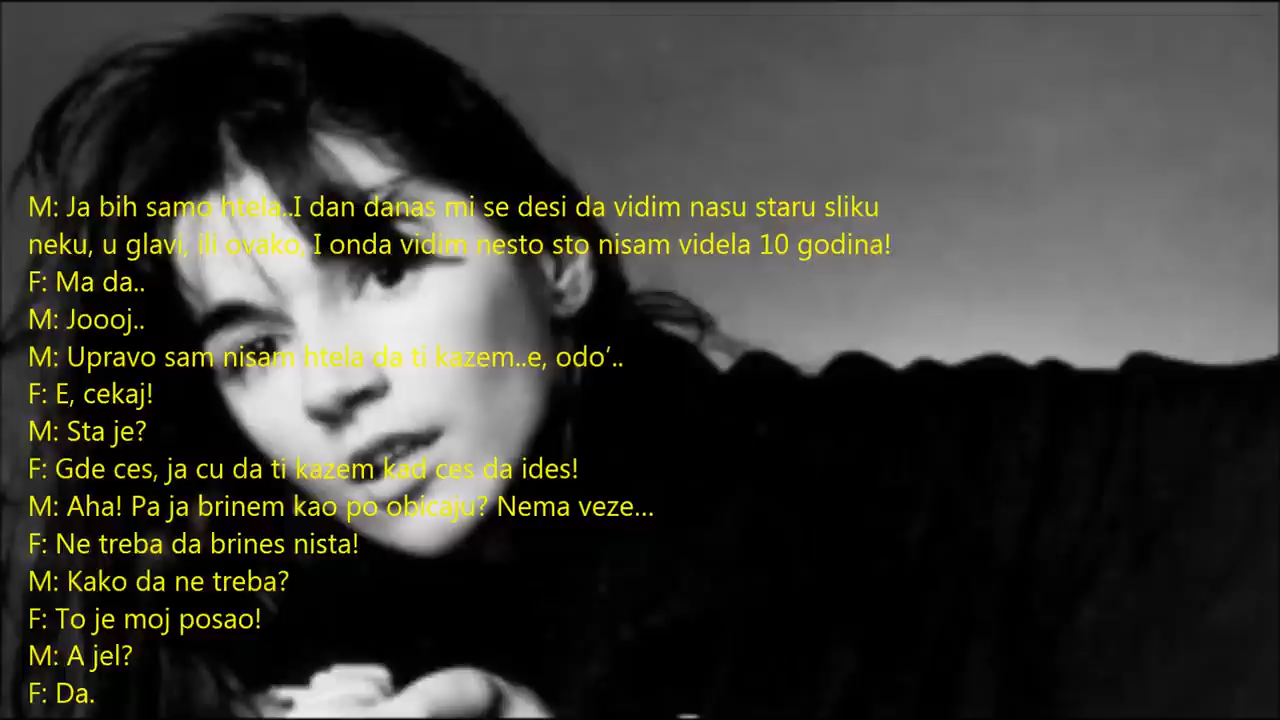 M: Ja bih samo htela..I dan danas mi se desi da vidim nasu staru sliku
neku, u glavi, ili ovako, I onda vidim nesto sto nisam videla 10 godina!
F: Ma da..
M: Joooj..
M: Upravo sam nisam htela da ti kazem..e, odo’..
F: E, cekaj!
M: Sta je?
F: Gde ces, ja cu da ti kazem kad ces da ides!
M: Aha! Pa ja brinem kao po obicaju? Nema veze...
F: Ne treba da brines nista!
M: Kako da ne treba?
F: To je moj posao!
M: A jel?
F: Da.